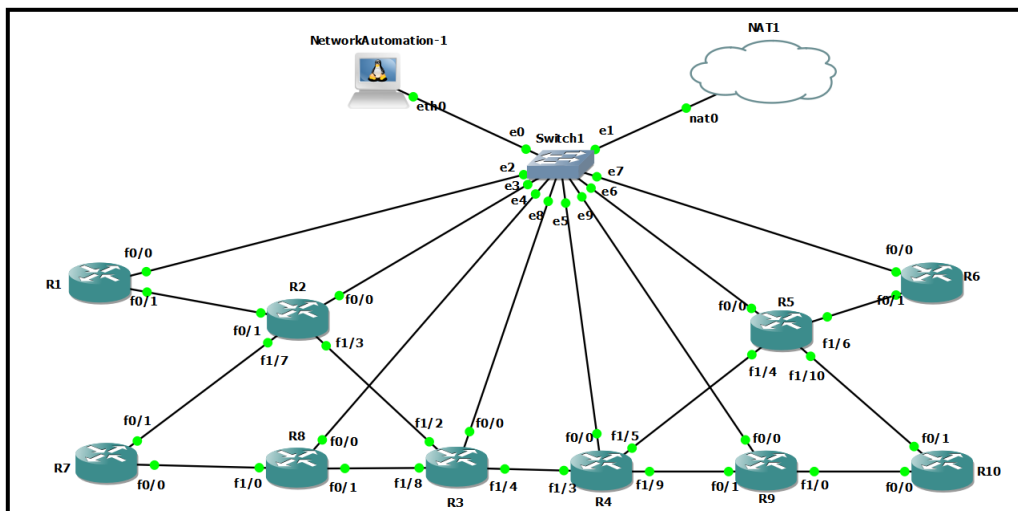 NAT1
NetworkAutomation-1
eth0
nat0
e0
e1
Switch1
e2
e7
e3
e6
e4
e8
e9
e5
f0/0
f0/0
R1
R2
f0/0
R6
f0/1
f0/1
R5
f0/0
f0/1
f1/7
f1/3
f1/6
f1/4
f1/10
f0/1
R8
f0/0
f1/2
f0/0
f0/0
f1/5
f0/0
f0/1
R7
f0/0
f1/0
f0/1
f1/8
R3
f1/4
f1/3
R4
f1/9
f0/1
R9
f1/0
f0/0
R10